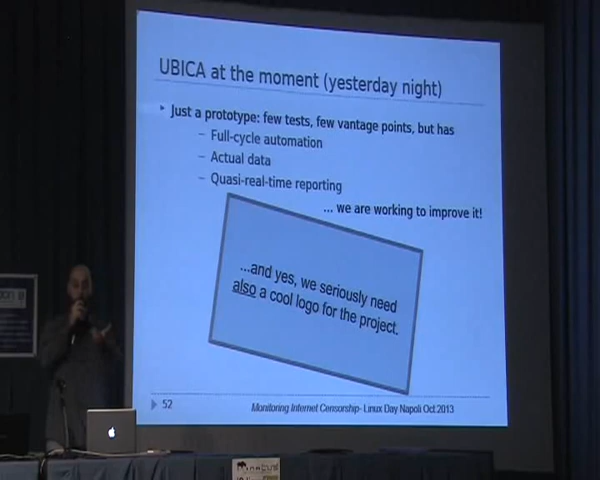 UBICA at the moment (yesterday night)
Just a prototype: few tests, few vantage points, but has
– Full-cycle automation
– Actual data
– Quasi-real-time reporting
... we are working to improve it!
...and yes, we seriously need
also a cool logo for the project.
52
Monitoring Internet Censorship- Linux Day Napoli Oct.2013